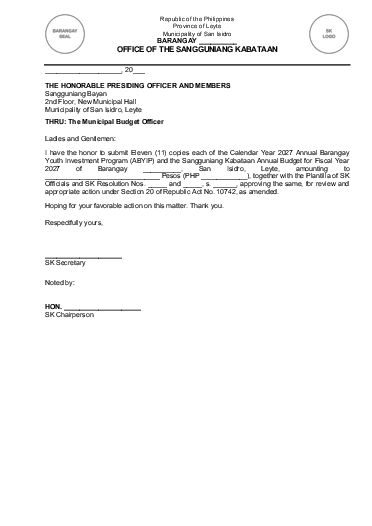 BARANGAY
SEAL
Republic of the Philippines
Province of Leyte
Municipality of San Isidro
BARANGAY __________
OFFICE OF THE SANGGUNIANG KABATAAN
SK
LOGO
____________________, 20___
THE HONORABLE PRESIDING OFFICER AND MEMBERS
Sangguniang Bayan
2nd Floor, New Municipal Hall
Municipality of San Isidro, Leyte
THRU: The Municipal Budget Officer
Ladies and Gentlemen:
I have the honor to submit Eleven (11) copies each of the Calendar Year 2027 Annual Barangay
Youth Investment Program (ABYIP) and the Sangguniang Kabataan Annual Budget for Fiscal Year
2027 of Barangay __________, San Isidro, Leyte, amounting to
______________________________ Pesos (PHP ____________), together with the Plantilla of SK
Officials and SK Resolution Nos. _____ and _____, s. ______, approving the same, for review and
appropriate action under Section 20 of Republic Act No. 10742, as amended.
Hoping for your favorable action on this matter. Thank you.
Respectfully yours,
____________________
SK Secretary
Noted by:
HON. ____________________
SK Chairperson